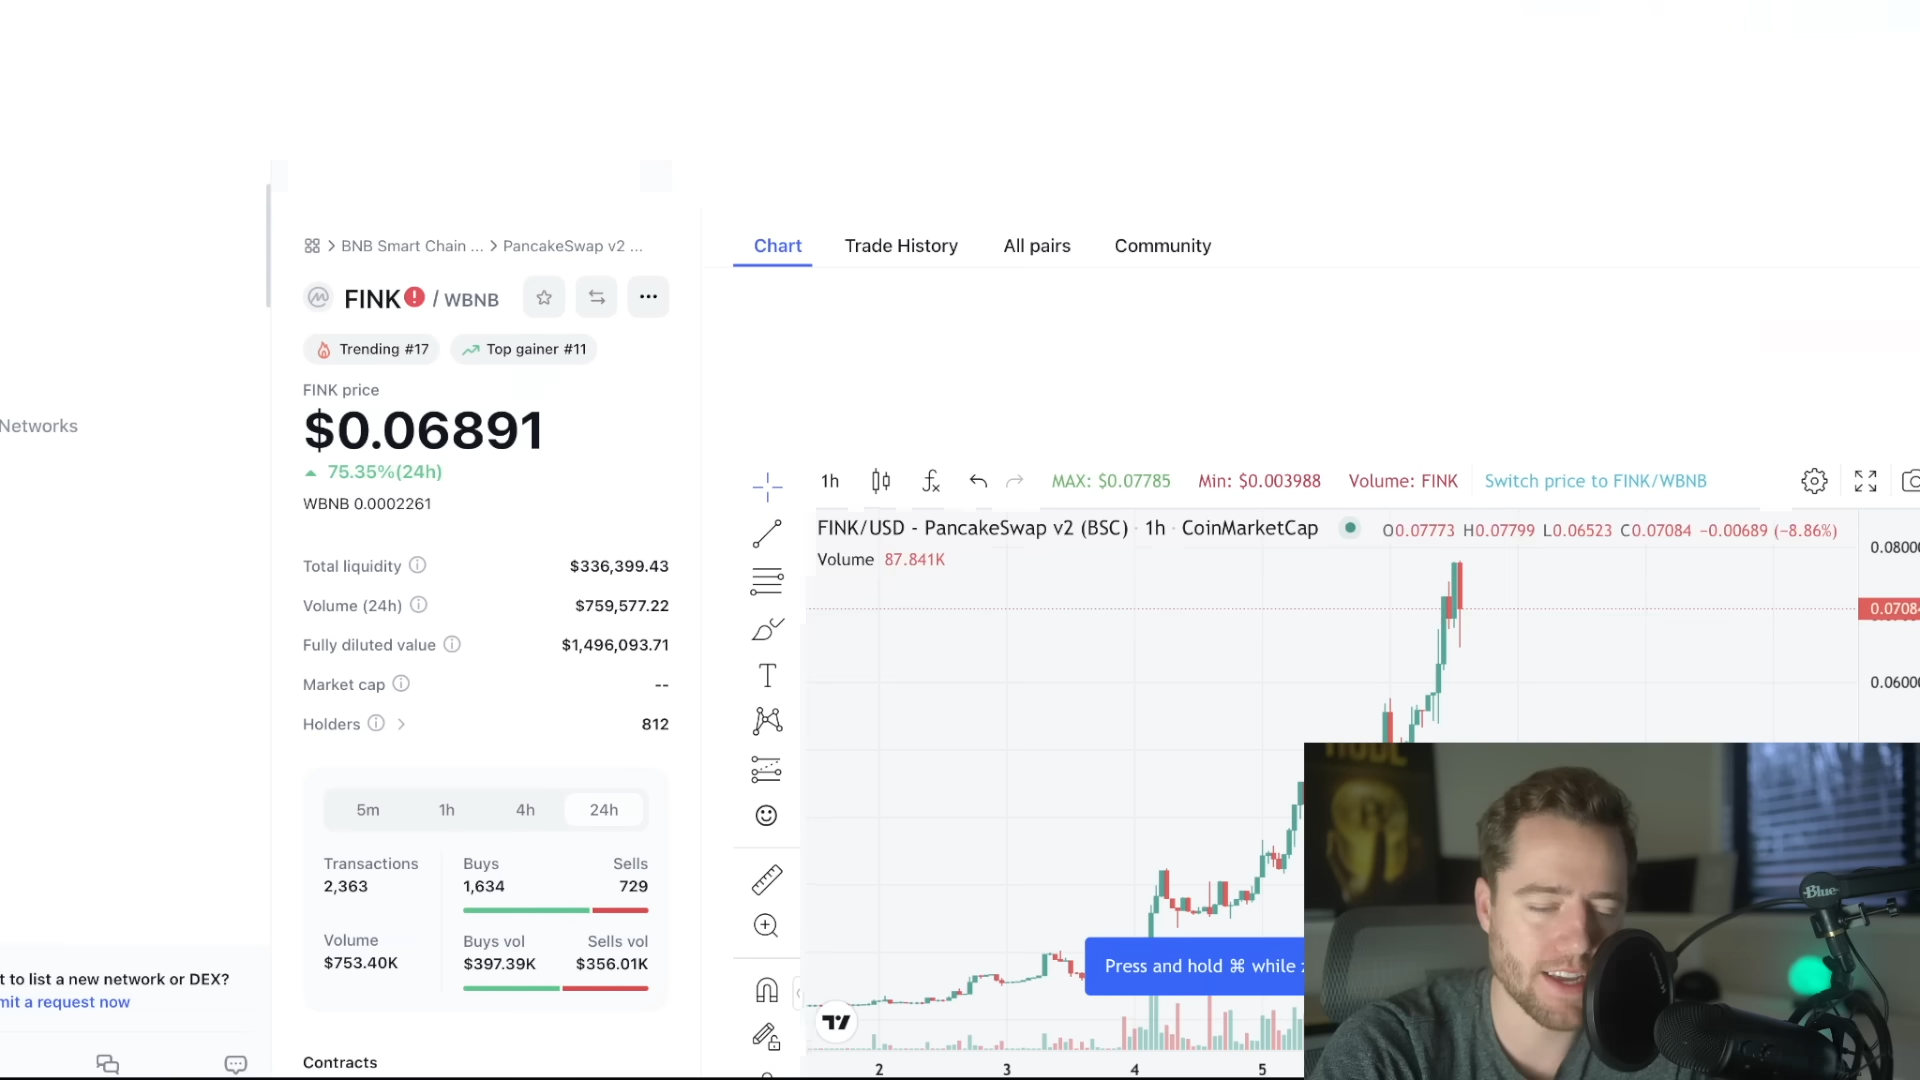 BNB Smart Chain ... > PancakeSwap v2 ...
FINK / WBNB
Trending #17
Top gainer #11
FINK price
$0.06891
75.35%(24h)
WBNB 0.0002261
Total liquidity $336,399.43
Volume (24h) $759,577.22
Fully diluted value $1,496,093.71
Market cap --
Holders 812
5m 1h 4h 24h
Transactions Buys Sells
2,363 1,634 729
Volume Buys vol Sells vol
$753.40K $397.39K $356.01K
Contracts
Networks
t to list a new network or DEX?
mit a request now
Chart Trade History All pairs Community
1h MAX: $0.07785 Min: $0.003988 Volume: FINK Switch price to FINK/WBNB
FINK/USD - PancakeSwap v2 (BSC) · 1h · CoinMarketCap O0.07773 H0.07799 L0.06523 C0.07084 −0.00689 (−8.86%)
Volume 87.841K
0.0800
0.0708
0.0600
Press and hold ⌘ while
2 3 4 5
HODL
Blue